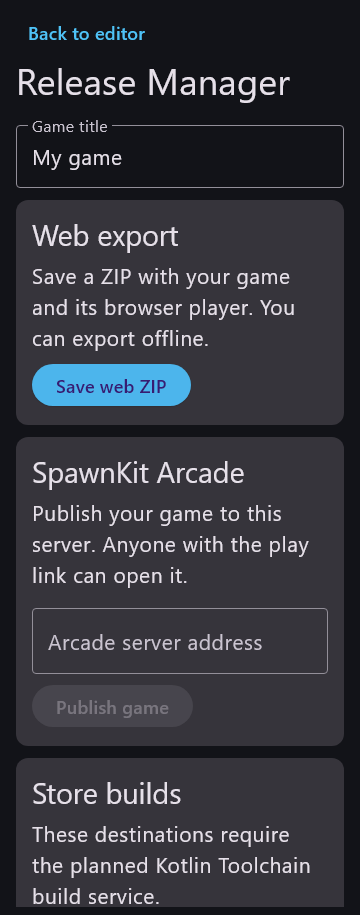 Back to editor
Release Manager
Game title
My game
Web export
Save a ZIP with your game
and its browser player. You
can export offline.
Save web ZIP
SpawnKit Arcade
Publish your game to this
server. Anyone with the play
link can open it.
Arcade server address
Publish game
Store builds
These destinations require
the planned Kotlin Toolchain
build service.